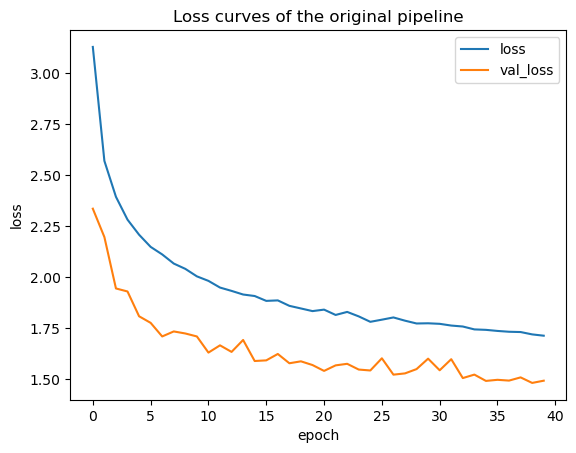 Loss curves of the original pipeline
loss
val_loss
3.00
2.75
2.50
2.25
2.00
1.75
1.50
loss
0 5 10 15 20 25 30 35 40
epoch